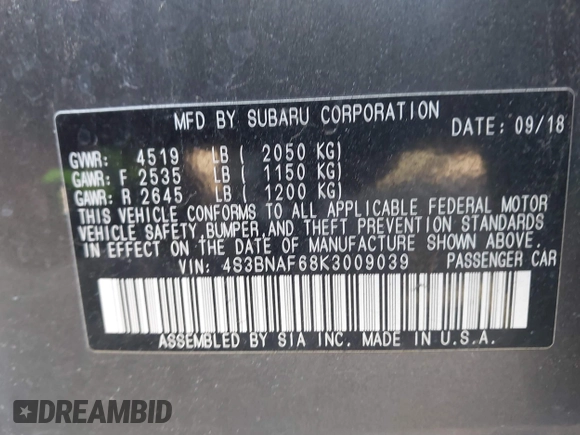 MFD BY SUBARU CORPORATION
DATE: 09/18
GVWR: 4519 LB ( 2050 KG)
GAWR: F 2535 LB ( 1150 KG)
GAWR: R 2645 LB ( 1200 KG)
THIS VEHICLE CONFORMS TO ALL APPLICABLE FEDERAL MOTOR
VEHICLE SAFETY,BUMPER,AND THEFT PREVENTION STANDARDS
IN EFFECT ON THE DATE OF MANUFACTURE SHOWN ABOVE.
VIN: 4S3BNAF68K3009039 PASSENGER CAR
ASSEMBLED BY SIA INC. MADE IN U.S.A.
DREAMBID